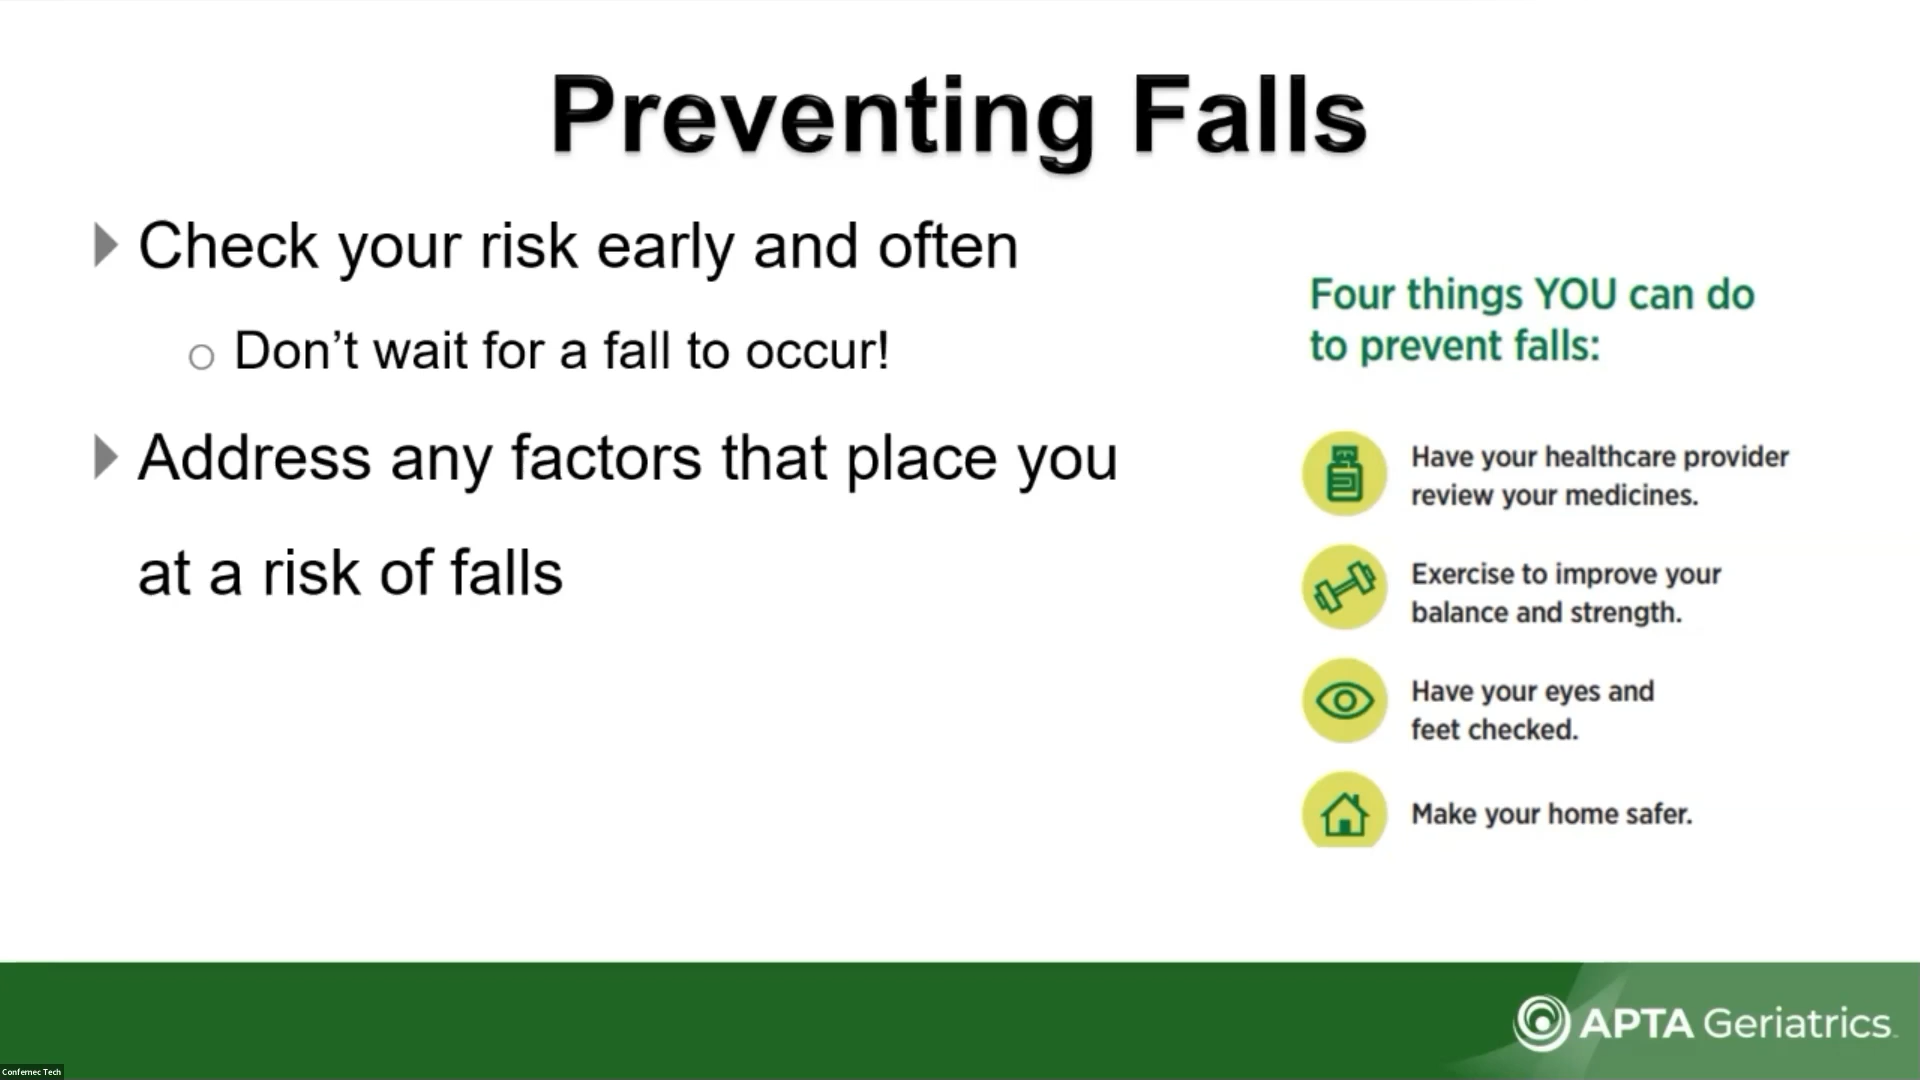 Preventing Falls
Check your risk early and often
Don’t wait for a fall to occur!
Address any factors that place you
at a risk of falls
Four things YOU can do
to prevent falls:
Have your healthcare provider
review your medicines.
Exercise to improve your
balance and strength.
Have your eyes and
feet checked.
Make your home safer.
APTA Geriatrics
Confernec Tech